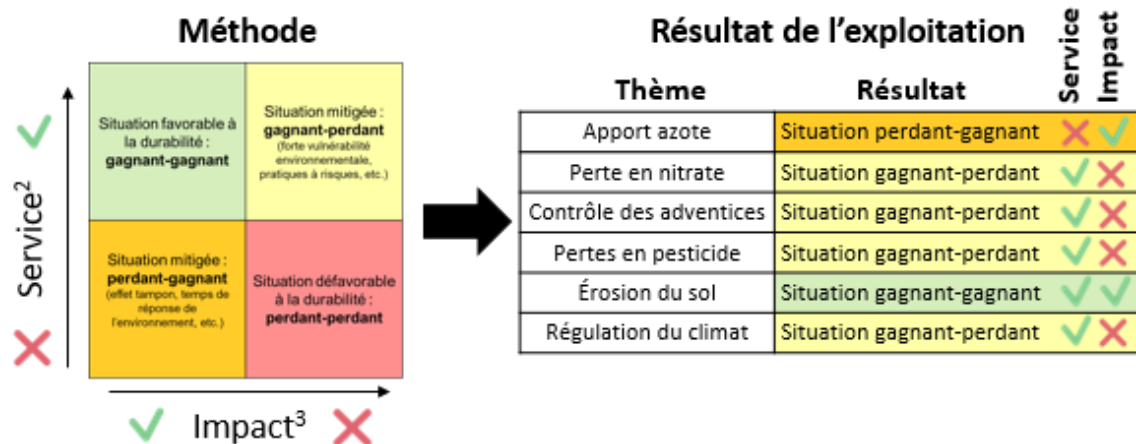 Méthode
Service²
Situation favorable à
la durabilité :
gagnant-gagnant
Situation mitigée :
gagnant-perdant
(forte vulnérabilité
environnementale,
pratiques à risques, etc.)
Situation mitigée :
perdant-gagnant
(effet tampon, temps de
réponse de
l'environnement, etc.)
Situation défavorable
à la durabilité :
perdant-perdant
Impact³
Résultat de l'exploitation
Thème Résultat Service Impact
Apport azote Situation perdant-gagnant
Perte en nitrate Situation gagnant-perdant
Contrôle des adventices Situation gagnant-perdant
Pertes en pesticide Situation gagnant-perdant
Érosion du sol Situation gagnant-gagnant
Régulation du climat Situation gagnant-perdant